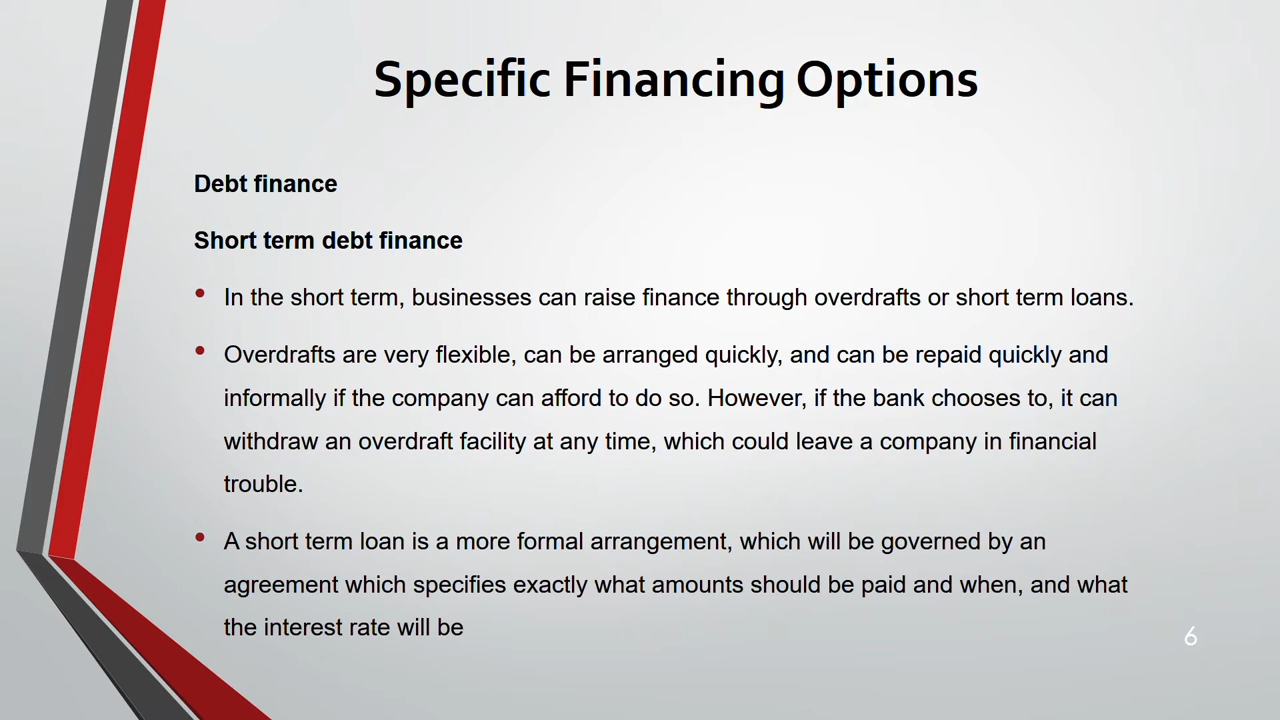 Specific Financing Options
Debt finance
Short term debt finance
• In the short term, businesses can raise finance through overdrafts or short term loans.
• Overdrafts are very flexible, can be arranged quickly, and can be repaid quickly and
informally if the company can afford to do so. However, if the bank chooses to, it can
withdraw an overdraft facility at any time, which could leave a company in financial
trouble.
• A short term loan is a more formal arrangement, which will be governed by an
agreement which specifies exactly what amounts should be paid and when, and what
the interest rate will be
6